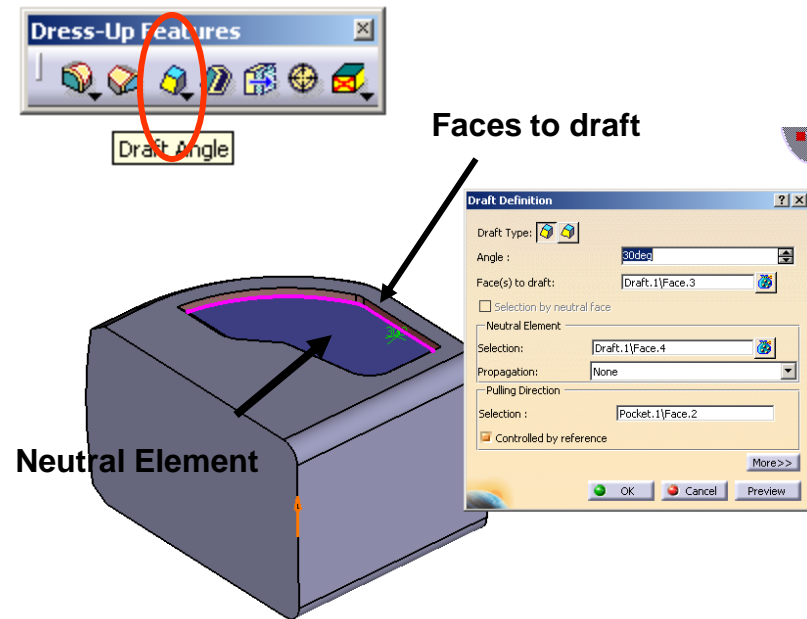 Dress-Up Features
Draft Angle
Faces to draft
Draft Definition
Draft Type:
Angle :
30deg
Face(s) to draft:
Draft.1\Face.3
Selection by neutral face
Neutral Element
Selection:
Draft.1\Face.4
Propagation:
None
Pulling Direction
Selection :
Pocket.1\Face.2
Controlled by reference
More>>
OK
Cancel
Preview
Neutral Element